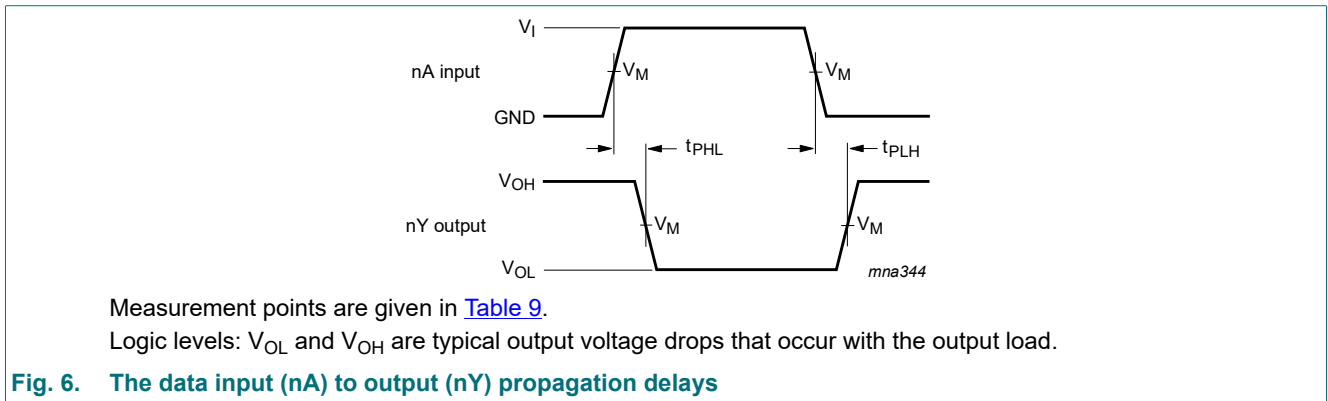 V_I
nA input
V_M
V_M
GND
t_PHL
t_PLH
V_OH
nY output
V_M
V_M
V_OL
mna344
Measurement points are given in Table 9.
Logic levels: V_OL and V_OH are typical output voltage drops that occur with the output load.
Fig. 6. The data input (nA) to output (nY) propagation delays